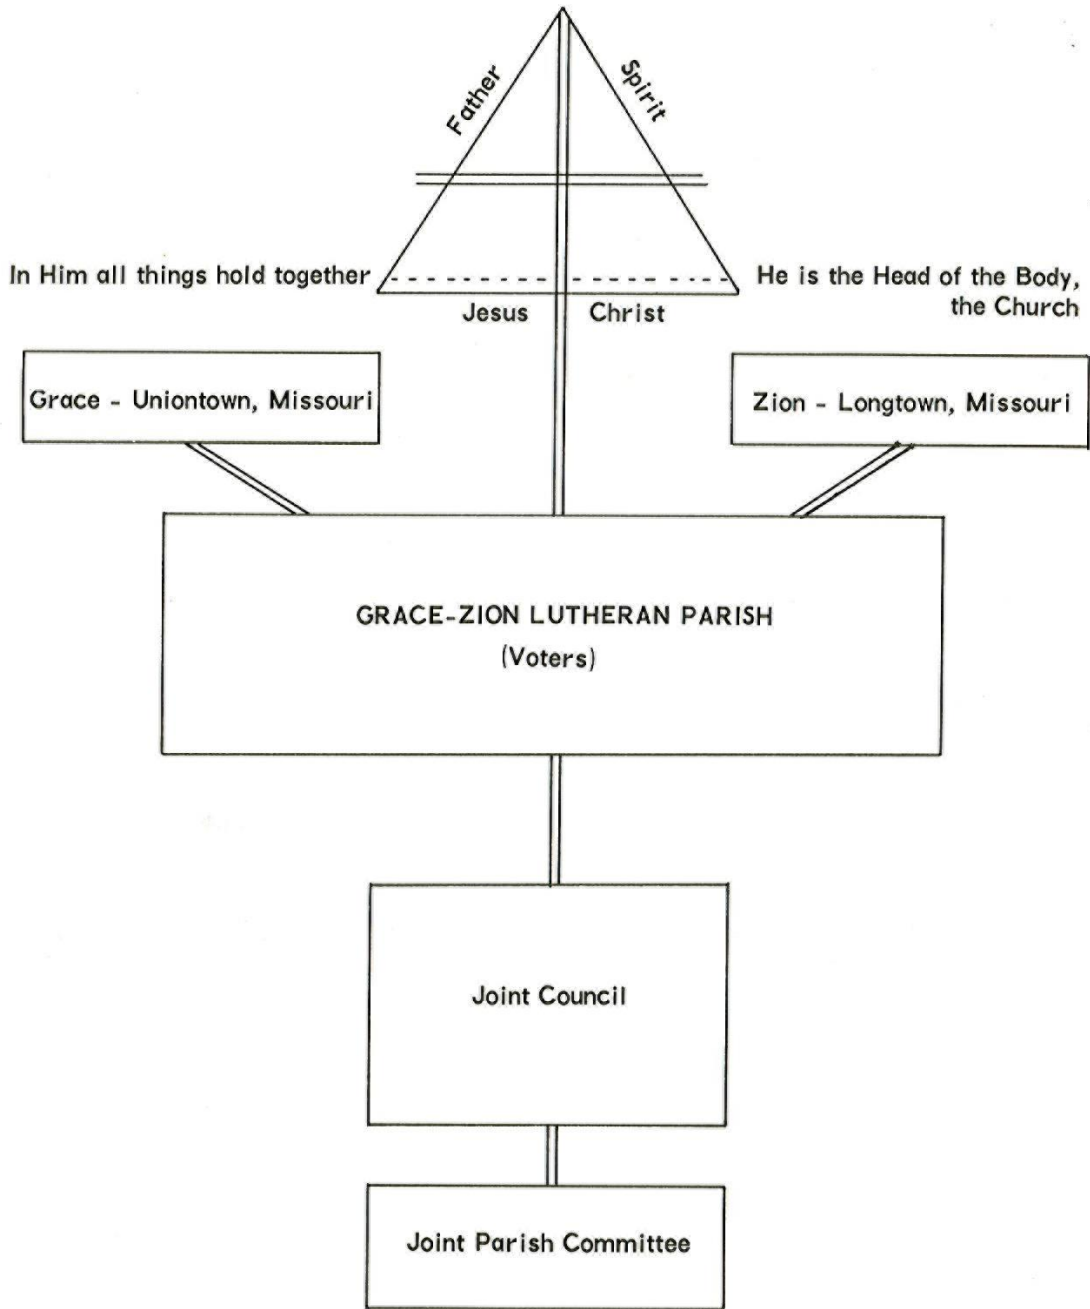 Father
Spirit
In Him all things hold together
He is the Head of the Body,
the Church
Jesus Christ
Grace - Uniontown, Missouri
Zion - Longtown, Missouri
GRACE-ZION LUTHERAN PARISH
(Voters)
Joint Council
Joint Parish Committee